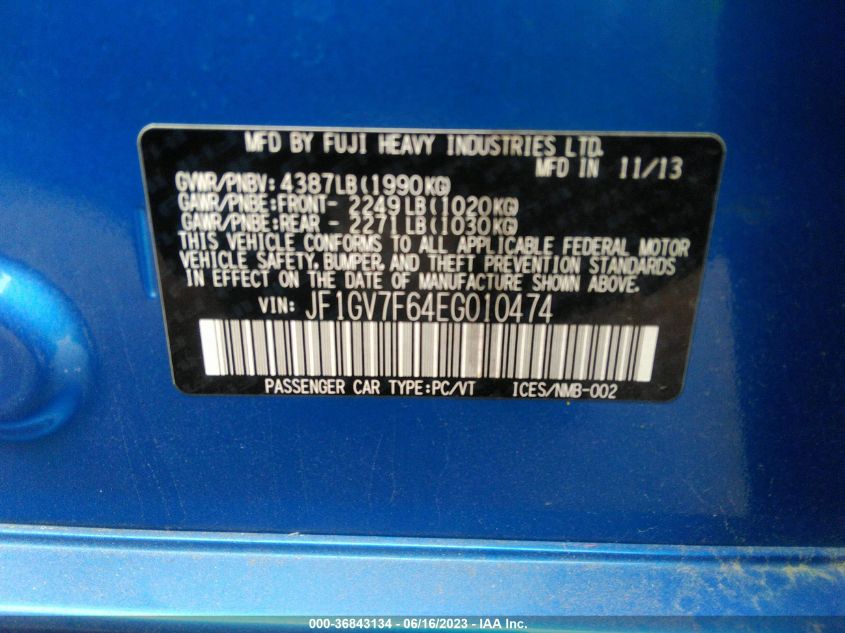 MFD BY FUJI HEAVY INDUSTRIES LTD.
MFD IN 11/13
GVWR/PNBV: 4387LB(1990KG)
GAWR/PNBE:FRONT- 2249LB(1020KG)
GAWR/PNBE:REAR - 2271LB(1030KG)
THIS VEHICLE CONFORMS TO ALL APPLICABLE FEDERAL MOTOR
VEHICLE SAFETY, BUMPER, AND THEFT PREVENTION STANDARDS
IN EFFECT ON THE DATE OF MANUFACTURE SHOWN ABOVE.
VIN: JF1GV7F64EG010474
PASSENGER CAR TYPE:PC/VT ICES/NMB-002
000-36843134 - 06/16/2023 - IAA Inc.